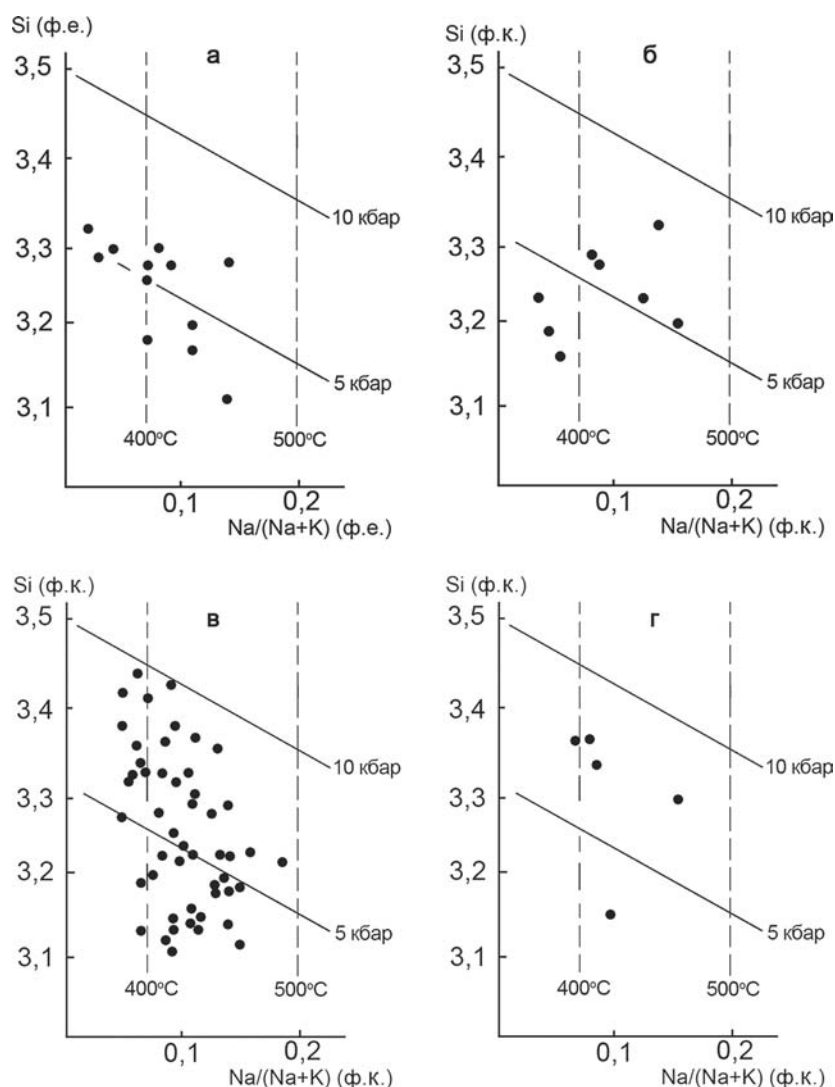 Si (ф.е.)
а
3,5
3,4
3,3
3,2
3,1
10 кбар
5 кбар
400°C
500°C
0,1
0,2
Na/(Na+K) (ф.е.)
Si (ф.к.)
б
3,5
3,4
3,3
3,2
3,1
10 кбар
5 кбар
400°C
500°C
0,1
0,2
Na/(Na+K) (ф.к.)
Si (ф.к.)
в
3,5
3,4
3,3
3,2
3,1
10 кбар
5 кбар
400°C
500°C
0,1
0,2
Na/(Na+K) (ф.к.)
Si (ф.к.)
г
3,5
3,4
3,3
3,2
3,1
10 кбар
5 кбар
400°C
500°C
0,1
0,2
Na/(Na+K) (ф.к.)